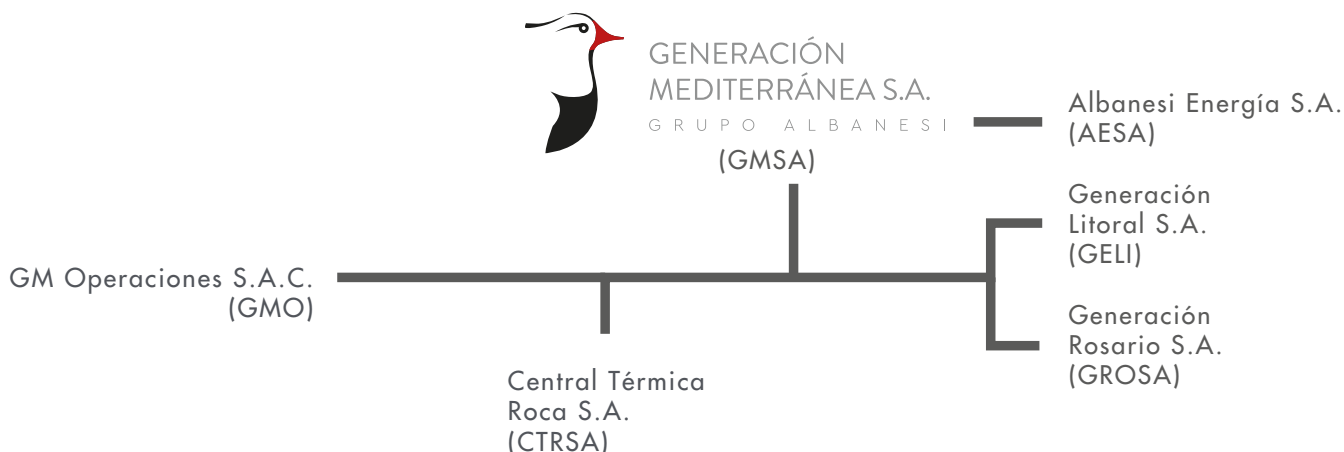 GENERACIÓN
MEDITERRÁNEA S.A.
GRUPO ALBANESI
(GMSA)
Albanesi Energía S.A.
(AESA)
Generación
Litoral S.A.
(GELI)
GM Operaciones S.A.C.
(GMO)
Generación
Rosario S.A.
(GROSA)
Central Térmica
Roca S.A.
(CTRSA)